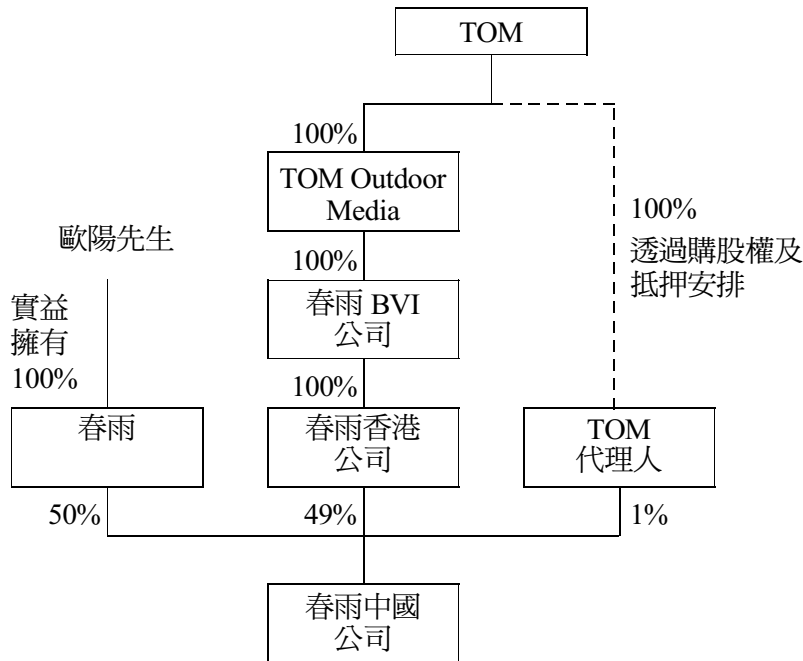 TOM
100%
TOM Outdoor
Media
100%
透過購股權及
抵押安排
歐陽先生
100%
實益
擁有
100%
春雨 BVI
公司
100%
春雨
春雨香港
公司
TOM
代理人
50%
49%
1%
春雨中國
公司